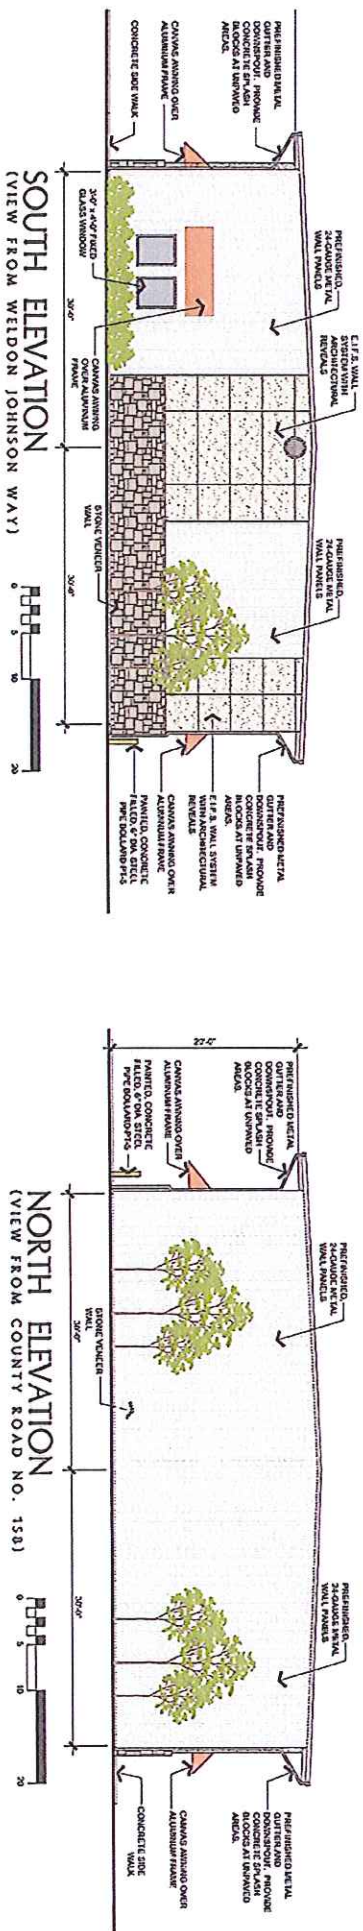 PREFINISHED METAL
GUTTER AND
DOWNSPOUT. PROVIDE
CONCRETE SPLASH
BLOCKS AT UNPAVED
AREAS.
CANVAS AWNING OVER
ALUMINUM FRAME
CONCRETE SIDE WALK
PREFINISHED,
24-GAUGE METAL
WALL PANELS
E.I.F.S. WALL
SYSTEM WITH
ARCHITECTURAL
REVEALS
PREFINISHED,
24-GAUGE METAL
WALL PANELS
PREFINISHED METAL
GUTTER AND
DOWNSPOUT. PROVIDE
CONCRETE SPLASH
BLOCKS AT UNPAVED
AREAS.
E.I.F.S. WALL SYSTEM
WITH ARCHITECTURAL
REVEALS
CANVAS AWNING OVER
ALUMINUM FRAME
PAINTED, CONCRETE
FILLED, 6" DIA. STEEL
PIPE BOLLARD PT-5
3'-0" x 4'-0" FIXED
GLASS WINDOW
CANVAS AWNING
OVER ALUMINUM
FRAME
STONE VENEER
WALL
30'-0"
30'-0"
SOUTH ELEVATION
(VIEW FROM WELDON JOHNSON WAY)
0 5 10 20
20'-0"
PREFINISHED METAL
GUTTER AND
DOWNSPOUT. PROVIDE
CONCRETE SPLASH
BLOCKS AT UNPAVED
AREAS.
CANVAS AWNING OVER
ALUMINUM FRAME
PAINTED, CONCRETE
FILLED, 6" DIA. STEEL
PIPE BOLLARD PT-5
PREFINISHED,
24-GAUGE METAL
WALL PANELS
PREFINISHED,
24-GAUGE METAL
WALL PANELS
PREFINISHED METAL
GUTTER AND
DOWNSPOUT. PROVIDE
CONCRETE SPLASH
BLOCKS AT UNPAVED
AREAS.
CANVAS AWNING OVER
ALUMINUM FRAME
CONCRETE SIDE
WALK
STONE VENEER
WALL
30'-0"
30'-0"
NORTH ELEVATION
(VIEW FROM COUNTY ROAD NO. 158)
0 5 10 20